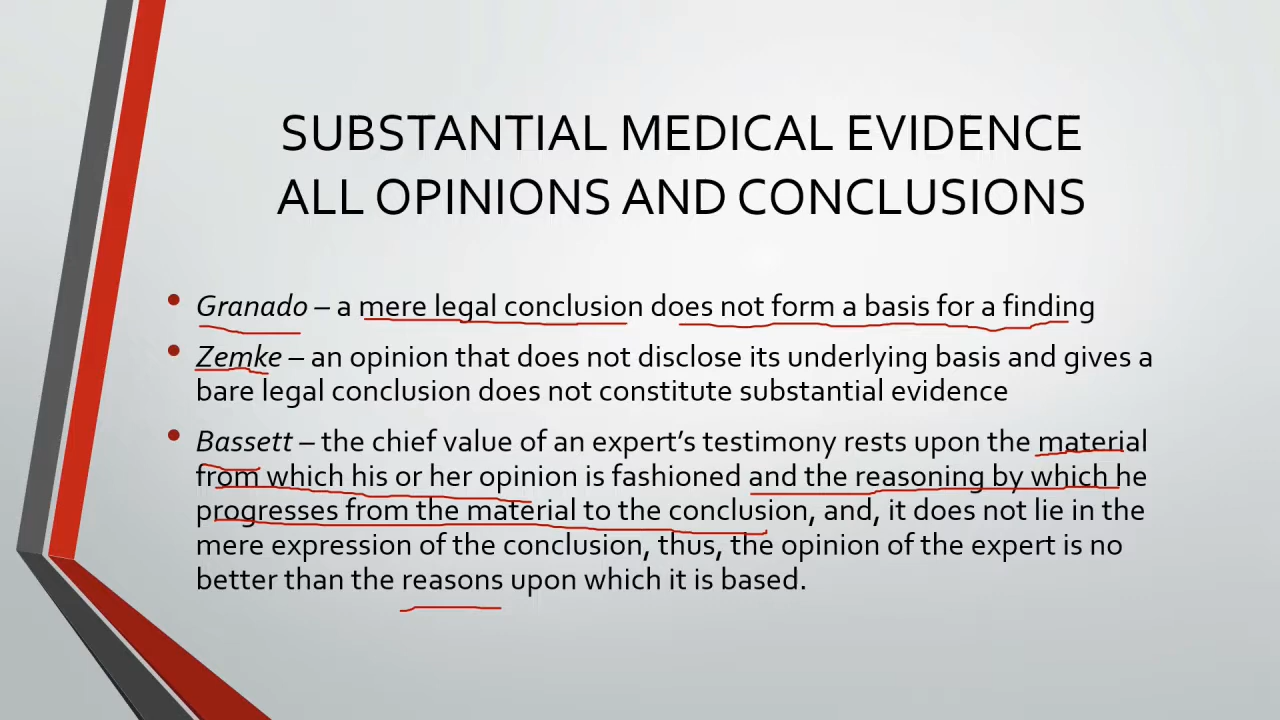 SUBSTANTIAL MEDICAL EVIDENCE
ALL OPINIONS AND CONCLUSIONS
• Granado – a mere legal conclusion does not form a basis for a finding
• Zemke – an opinion that does not disclose its underlying basis and gives a
bare legal conclusion does not constitute substantial evidence
• Bassett – the chief value of an expert’s testimony rests upon the material
from which his or her opinion is fashioned and the reasoning by which he
progresses from the material to the conclusion, and, it does not lie in the
mere expression of the conclusion, thus, the opinion of the expert is no
better than the reasons upon which it is based.